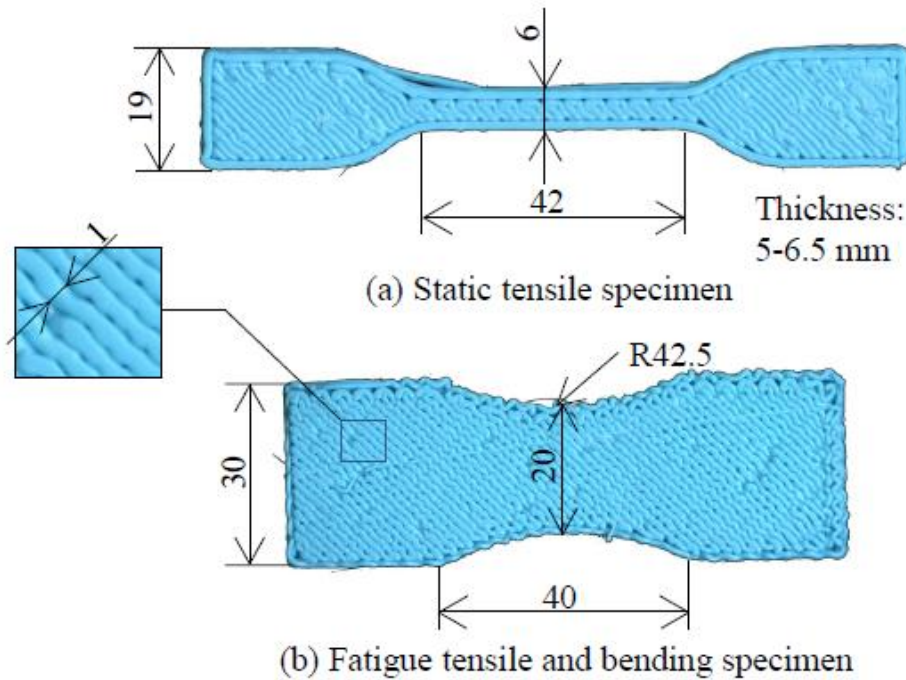 6
19
42
Thickness:
5-6.5 mm
1
(a) Static tensile specimen
R42.5
30
20
40
(b) Fatigue tensile and bending specimen